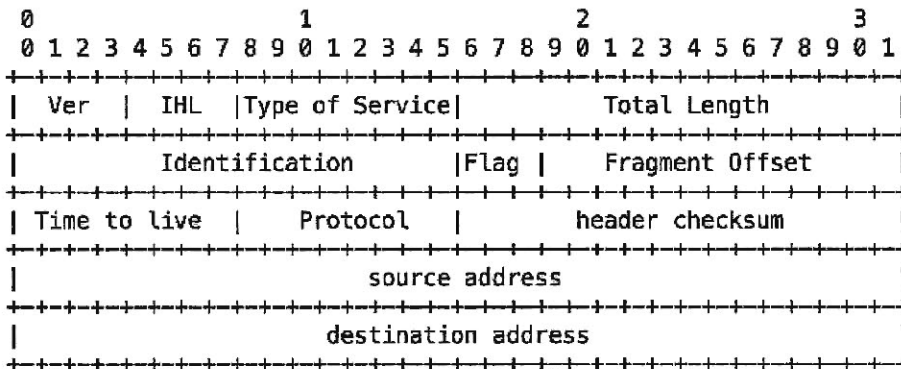 0                   1                   2                   3
0 1 2 3 4 5 6 7 8 9 0 1 2 3 4 5 6 7 8 9 0 1 2 3 4 5 6 7 8 9 0 1
+-+-+-+-+-+-+-+-+-+-+-+-+-+-+-+-+-+-+-+-+-+-+-+-+-+-+-+-+-+-+-+-
|  Ver  |  IHL  |Type of Service|          Total Length         |
+-+-+-+-+-+-+-+-+-+-+-+-+-+-+-+-+-+-+-+-+-+-+-+-+-+-+-+-+-+-+-+-
|         Identification        |Flag |     Fragment Offset     |
+-+-+-+-+-+-+-+-+-+-+-+-+-+-+-+-+-+-+-+-+-+-+-+-+-+-+-+-+-+-+-+-
| Time to live  |    Protocol   |        header checksum        |
+-+-+-+-+-+-+-+-+-+-+-+-+-+-+-+-+-+-+-+-+-+-+-+-+-+-+-+-+-+-+-+-
|                        source address                         |
+-+-+-+-+-+-+-+-+-+-+-+-+-+-+-+-+-+-+-+-+-+-+-+-+-+-+-+-+-+-+-+-
|                     destination address                       |
+-+-+-+-+-+-+-+-+-+-+-+-+-+-+-+-+-+-+-+-+-+-+-+-+-+-+-+-+-+-+-+-